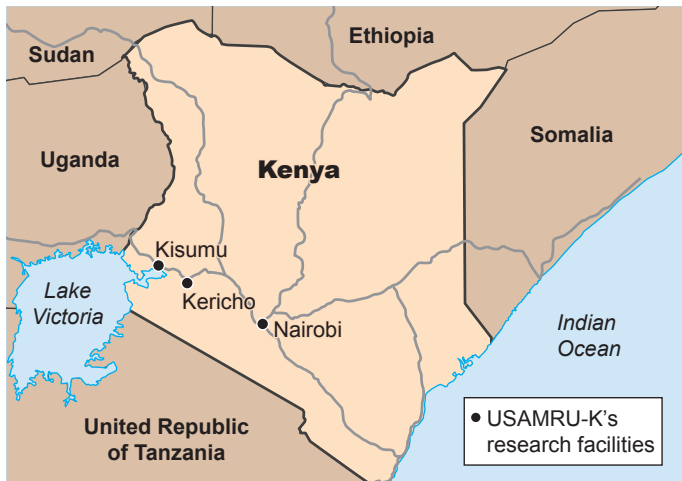 Ethiopia
Sudan
Somalia
Uganda
Kenya
Kisumu
Lake
Victoria
Kericho
Nairobi
Indian
Ocean
United Republic
of Tanzania
USAMRU-K's
research facilities